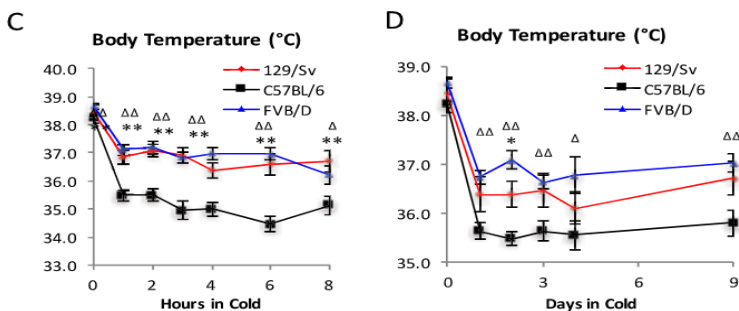 C
Body Temperature (°C)
129/Sv
C57BL/6
FVB/D
40.0
39.0
38.0
37.0
36.0
35.0
34.0
33.0
Δ ΔΔ ΔΔ ΔΔ ΔΔ Δ
** ** ** ** ** **
0 2 4 6 8
Hours in Cold
D
Body Temperature (°C)
129/Sv
C57BL/6
FVB/D
39.0
38.0
37.0
36.0
35.0
ΔΔ ΔΔ ΔΔ Δ ΔΔ
*
0 3 6 9
Days in Cold